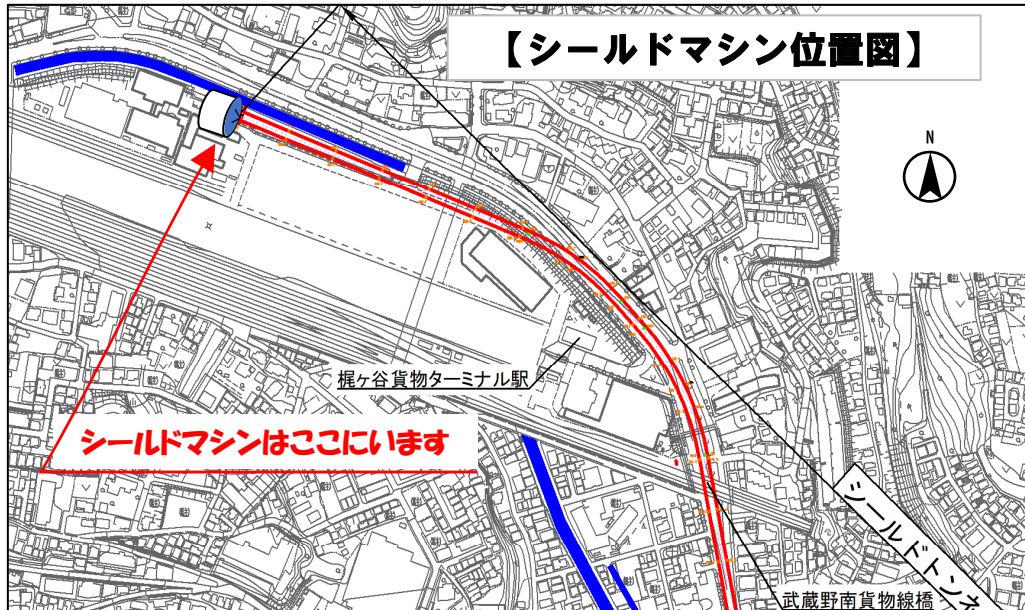 【シールドマシン位置図】
N
梶ヶ谷貨物ターミナル駅
シールドマシンはここにいます
シールドトンネ
武蔵野南貨物線橋